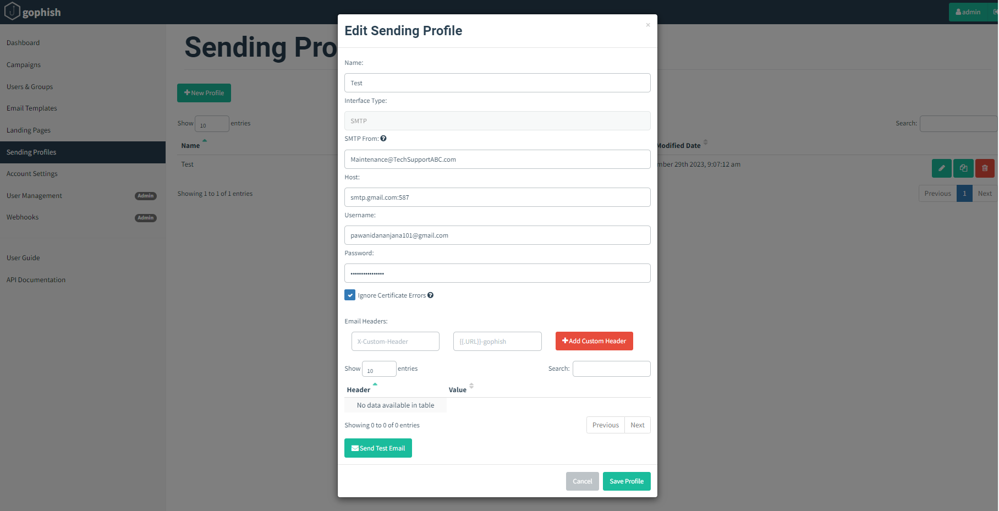 gophish
admin
Dashboard
Campaigns
Users & Groups
Email Templates
Landing Pages
Sending Profiles
Account Settings
User Management Admin
Webhooks Admin
User Guide
API Documentation
Sending Pro
New Profile
Show 10 entries
Search:
Name
Modified Date
Test
mber 29th 2023, 9:07:12 am
Showing 1 to 1 of 1 entries
Previous 1 Next
Edit Sending Profile
×
Name:
Test
Interface Type:
SMTP
SMTP From:
Maintenance@TechSupportABC.com
Host:
smtp.gmail.com:587
Username:
pawanidananjana101@gmail.com
Password:
••••••••••••••••
Ignore Certificate Errors
Email Headers:
X-Custom-Header {{.URL}}-gophish Add Custom Header
Show 10 entries Search:
Header Value
No data available in table
Showing 0 to 0 of 0 entries Previous Next
Send Test Email
Cancel Save Profile